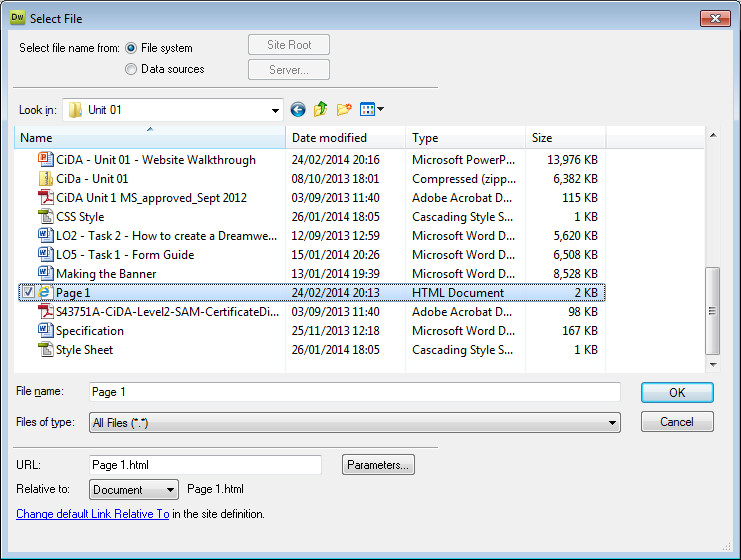 Dw Select File
Select file name from: File system Site Root
Data sources Server...
Look in: Unit 01
Name Date modified Type Size
CiDA - Unit 01 - Website Walkthrough 24/02/2014 20:16 Microsoft PowerP... 13,976 KB
CiDa - Unit 01 08/10/2013 18:01 Compressed (zipp... 6,382 KB
CiDA Unit 1 MS_approved_Sept 2012 03/09/2013 11:40 Adobe Acrobat D... 115 KB
CSS Style 26/01/2014 18:05 Cascading Style S... 1 KB
LO2 - Task 2 - How to create a Dreamwe... 12/09/2013 12:59 Microsoft Word D... 5,620 KB
LO5 - Task 1 - Form Guide 15/01/2014 20:26 Microsoft Word D... 6,508 KB
Making the Banner 13/01/2014 19:39 Microsoft Word D... 8,528 KB
Page 1 24/02/2014 20:13 HTML Document 2 KB
S43751A-CiDA-Level2-SAM-CertificateDi... 03/09/2013 11:40 Adobe Acrobat D... 98 KB
Specification 25/11/2013 12:18 Microsoft Word D... 167 KB
Style Sheet 26/01/2014 18:05 Cascading Style S... 1 KB
File name: Page 1 OK
Files of type: All Files (*.*) Cancel
URL: Page 1.html Parameters...
Relative to: Document Page 1.html
Change default Link Relative To in the site definition.